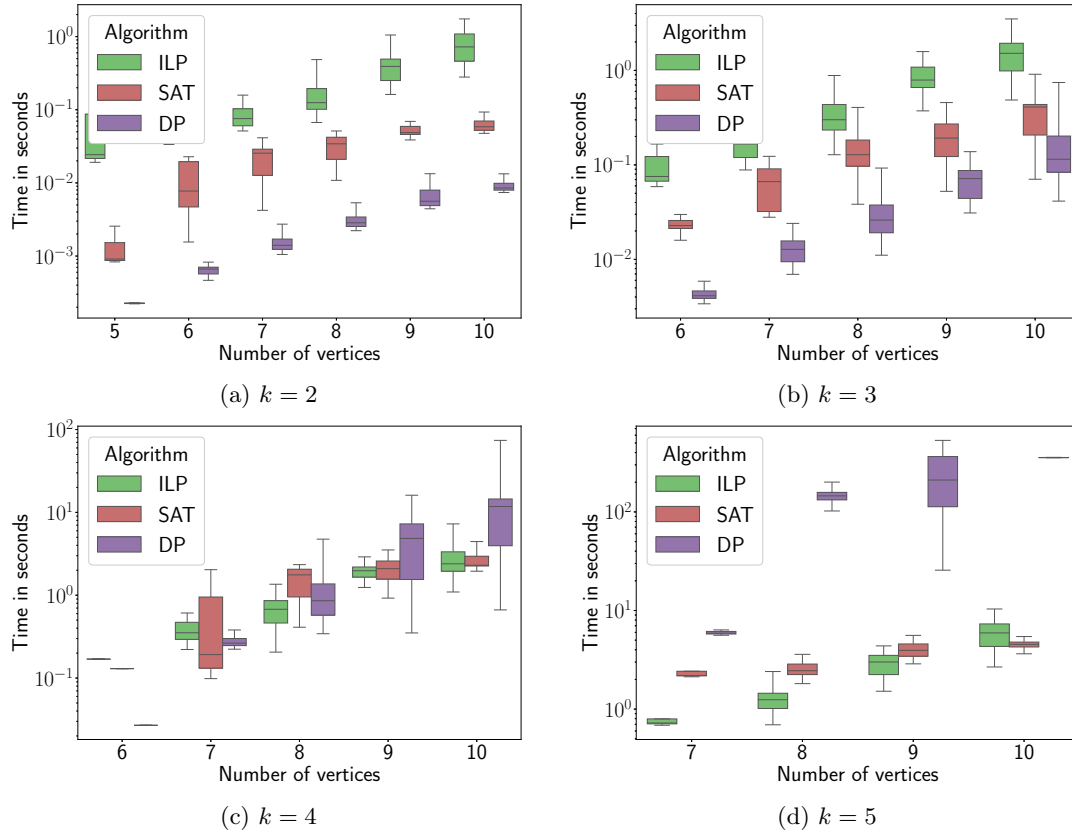 Algorithm
ILP
SAT
DP
Time in seconds
10^0
10^{-1}
10^{-2}
10^{-3}
5 6 7 8 9 10
Number of vertices
(a) k = 2
Algorithm
ILP
SAT
DP
Time in seconds
10^0
10^{-1}
10^{-2}
6 7 8 9 10
Number of vertices
(b) k = 3
Algorithm
ILP
SAT
DP
Time in seconds
10^2
10^1
10^0
10^{-1}
6 7 8 9 10
Number of vertices
(c) k = 4
Algorithm
ILP
SAT
DP
Time in seconds
10^2
10^1
10^0
7 8 9 10
Number of vertices
(d) k = 5